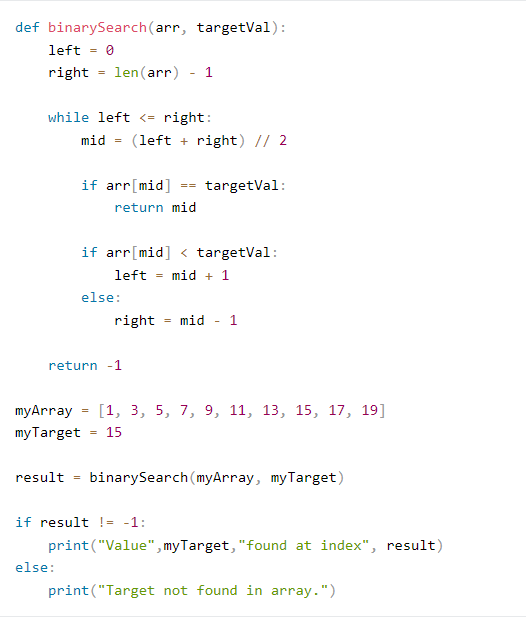 def binarySearch(arr, targetVal):
    left = 0
    right = len(arr) - 1

    while left <= right:
        mid = (left + right) // 2

        if arr[mid] == targetVal:
            return mid

        if arr[mid] < targetVal:
            left = mid + 1
        else:
            right = mid - 1

    return -1

myArray = [1, 3, 5, 7, 9, 11, 13, 15, 17, 19]
myTarget = 15

result = binarySearch(myArray, myTarget)

if result != -1:
    print("Value",myTarget,"found at index", result)
else:
    print("Target not found in array.")